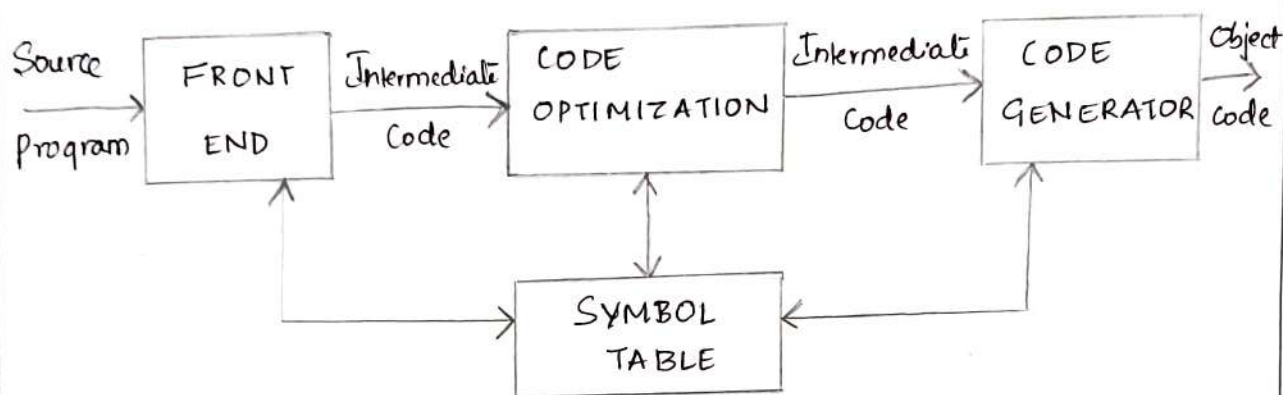 Source
Program
FRONT
END
Intermediate
Code
CODE
OPTIMIZATION
Intermediate
Code
CODE
GENERATOR
Object
code
SYMBOL
TABLE